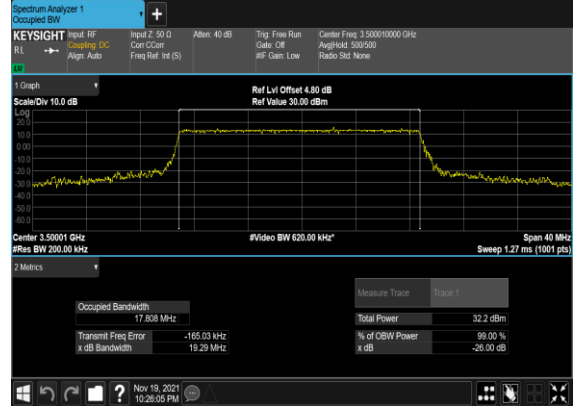 Spectrum Analyzer 1
Occupied BW
+
KEYSIGHT Input: RF Input Z: 50 Ω Atten: 40 dB Trig: Free Run Center Freq: 3.500010000 GHz
RL Coupling: DC Corr CCorr Gate: Off Avg|Hold: 500/500
Align: Auto Freq Ref: Int (S) #IF Gain: Low Radio Std: None
1 Graph
Ref Lvl Offset 4.80 dB
Scale/Div 10.0 dB Ref Value 30.00 dBm
Log
20.0
10.0
0.00
-10.0
-20.0
-30.0
-40.0
-50.0
-60.0
Center 3.50001 GHz #Video BW 620.00 kHz* Span 40 MHz
#Res BW 200.00 kHz Sweep 1.27 ms (1001 pts)
2 Metrics
Measure Trace Trace 1
Occupied Bandwidth
17.808 MHz Total Power 32.2 dBm
Transmit Freq Error -165.03 kHz % of OBW Power 99.00 %
x dB Bandwidth 19.29 MHz x dB -26.00 dB
? Nov 19, 2021
10:26:05 PM